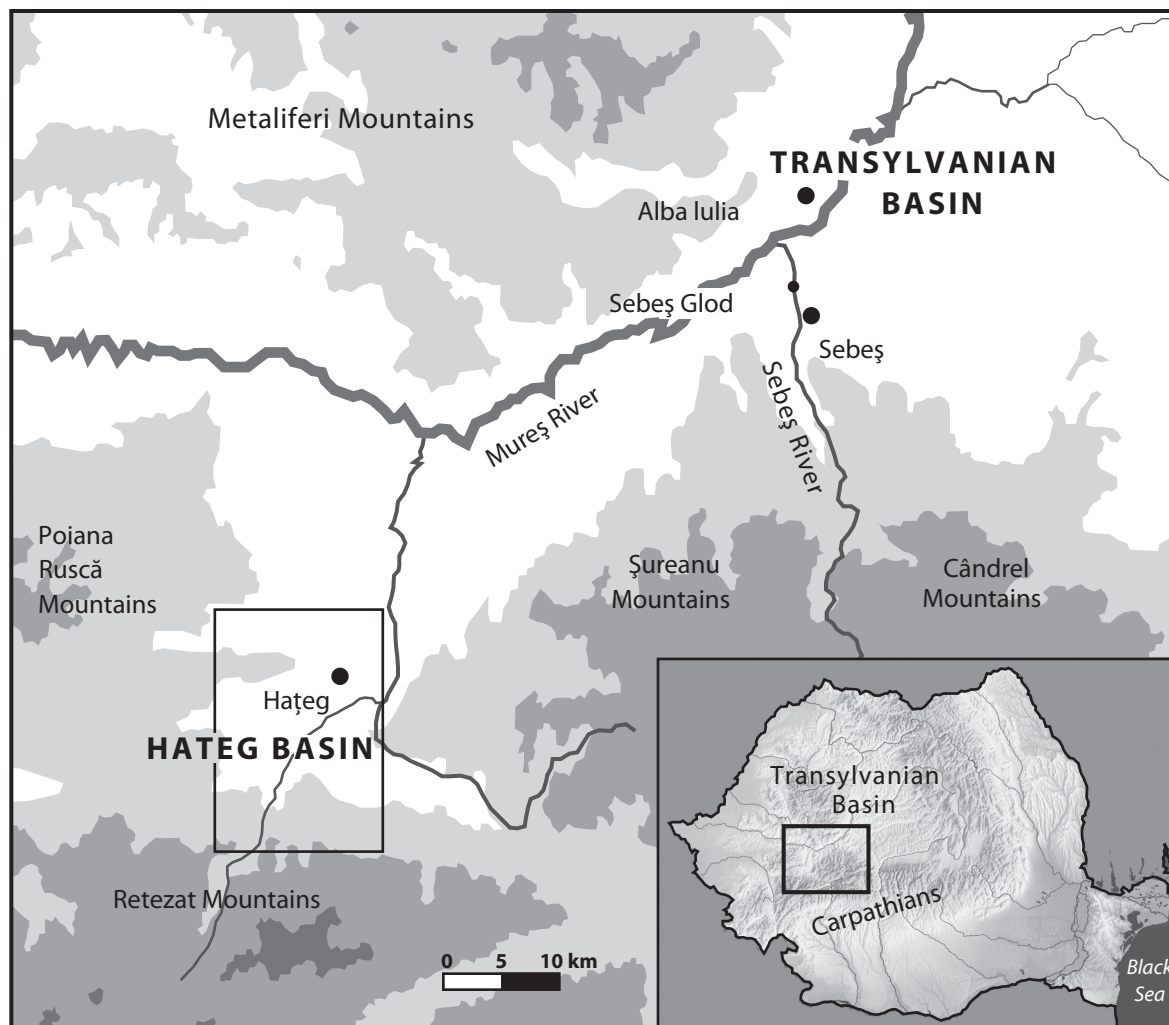 Metaliferi Mountains
TRANSYLVANIAN
BASIN
Alba Iulia
Sebeş Glod
Sebeş
Mureş River
Sebeş River
Poiana
Ruscă
Mountains
Şureanu
Mountains
Cândrel
Mountains
Haţeg
HATEG BASIN
Retezat Mountains
0 5 10 km
Transylvanian
Basin
Carpathians
Black
Sea